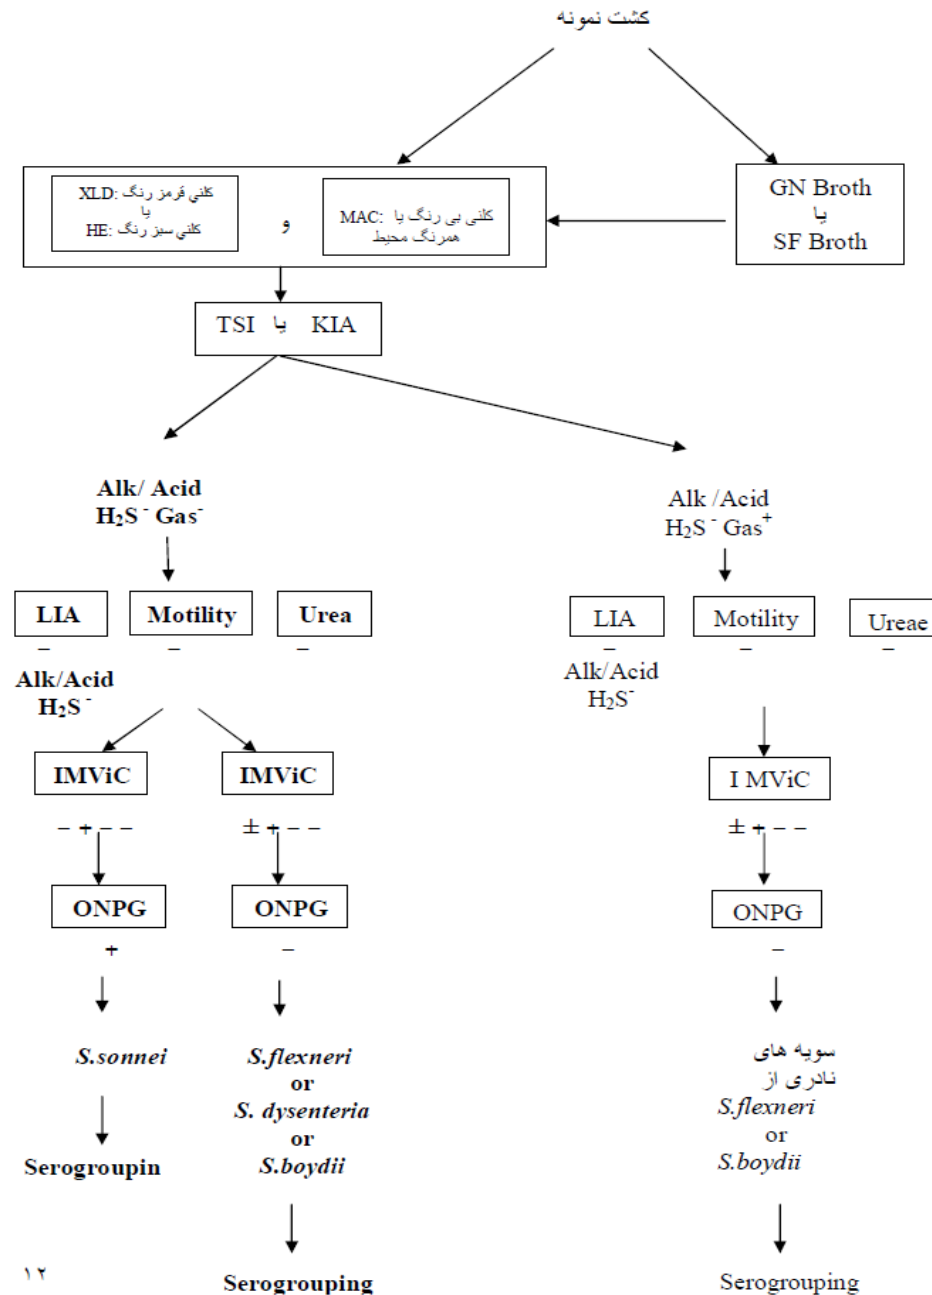 کشت نمونه
XLD: کلني قرمز رنگ
یا
HE: کلني سبز رنگ
و
MAC: کلنی بی رنگ یا
همرنگ محیط
GN Broth
یا
SF Broth
TSI یا KIA
Alk/ Acid
H₂S⁻ Gas⁻
LIA
Motility
Urea
–
–
–
Alk/Acid
H₂S⁻
IMViC
IMViC
– + – –
± + – –
ONPG
ONPG
+
–
S.sonnei
S.flexneri
or
S. dysenteria
or
S.boydii
Serogroupin
Serogrouping
Alk /Acid
H₂S⁻ Gas⁺
LIA
Motility
Ureae
–
–
–
Alk/Acid
H₂S⁻
I MViC
± + – –
ONPG
–
سویه های
نادری از
S.flexneri
or
S.boydii
Serogrouping
۱۲